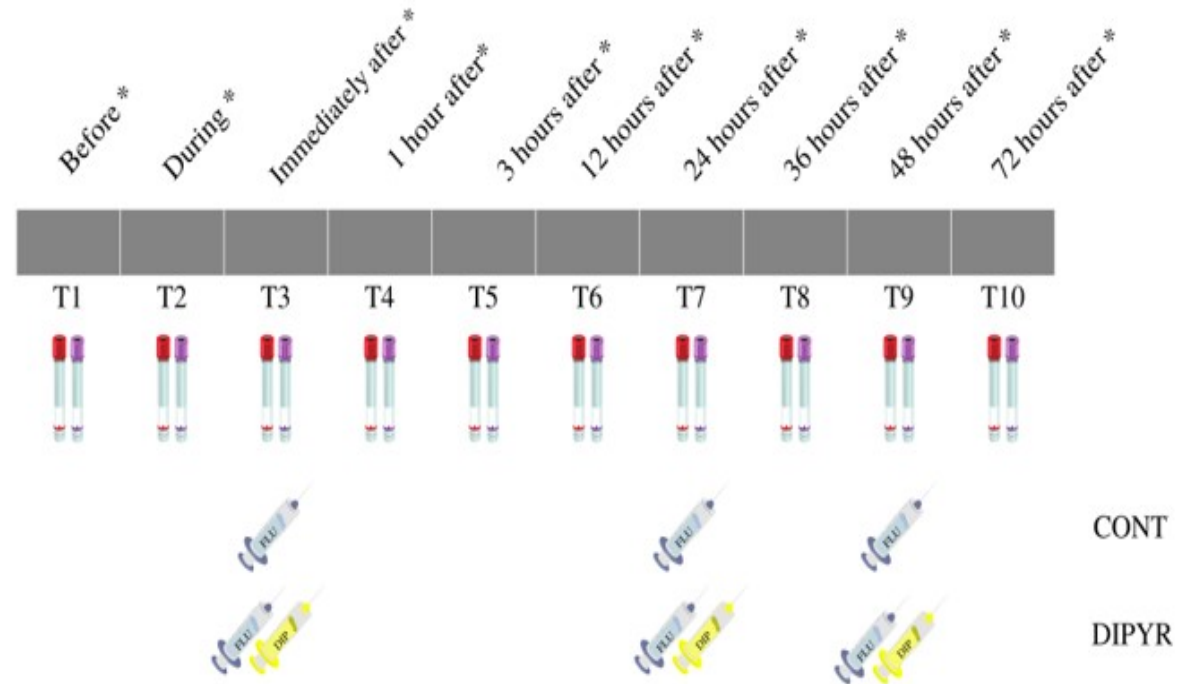 Before *
During *
Immediately after *
1 hour after*
3 hours after *
12 hours after *
24 hours after *
36 hours after *
48 hours after *
72 hours after *
T1 T2 T3 T4 T5 T6 T7 T8 T9 T10
FLU FLU FLU CONT
FLU DIP FLU DIP FLU DIP DIPYR